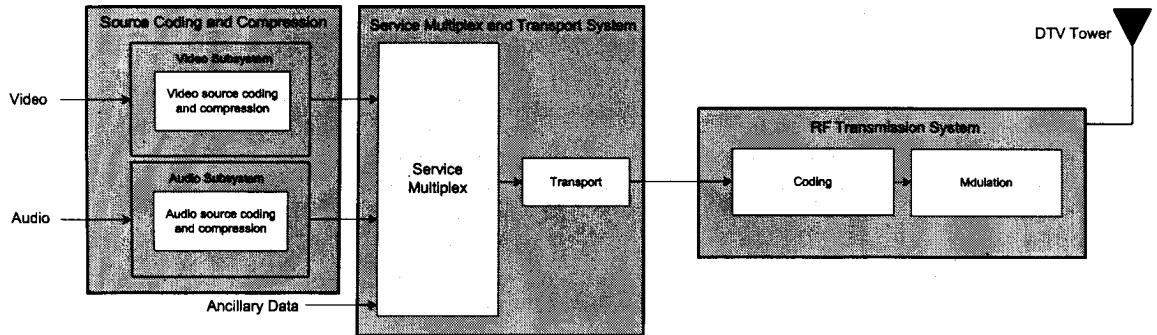 Source Coding and Compression
Video Subsystem
Video source coding
and compression
Video
Audio Subsystem
Audio source coding
and compression
Audio
Ancillary Data
Service Multiplex and Transport System
Service
Multiplex
Transport
RF Transmission System
Coding
Mdulation
DTV Tower